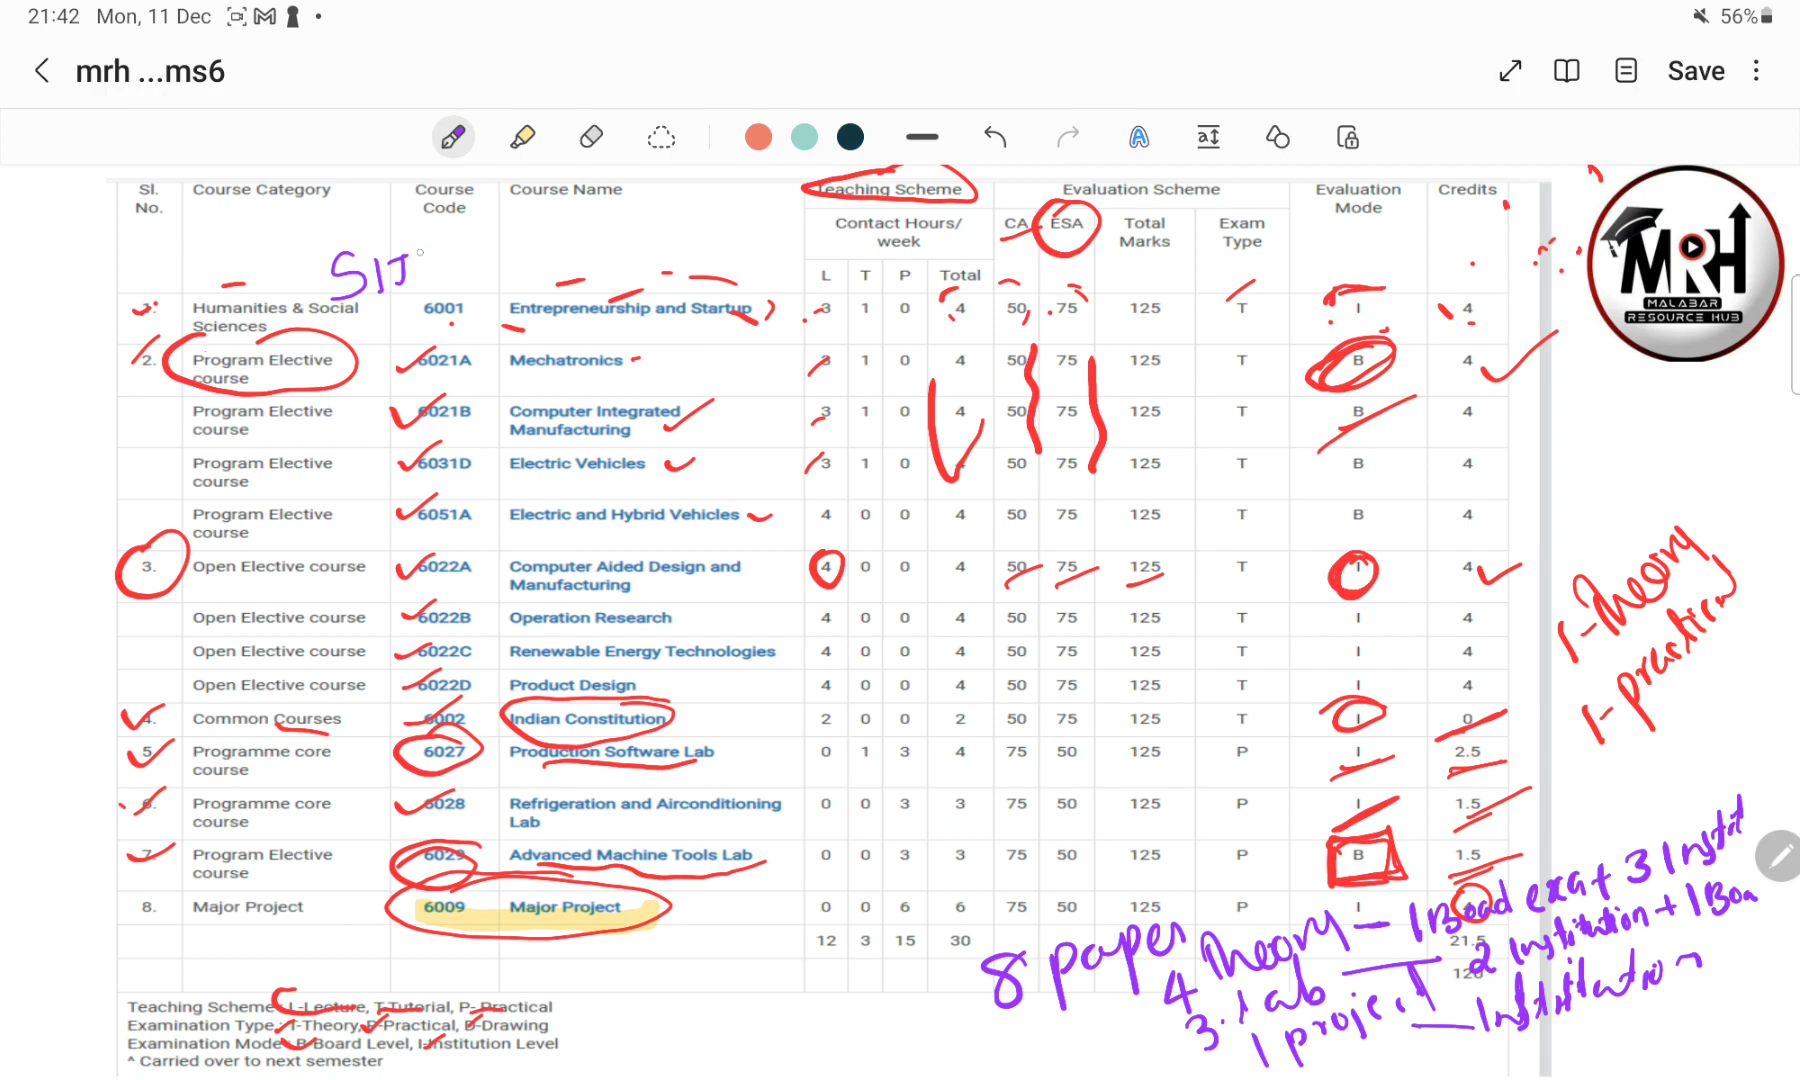 21:42 Mon, 11 Dec
56%
mrh ...ms6
Save
Sl. No. Course Category Course Code Course Name Teaching Scheme Evaluation Scheme Evaluation Mode Credits
Contact Hours/ week CA ESA Total Marks Exam Type
L T P Total
SIT
1. Humanities & Social Sciences 6001 Entrepreneurship and Startup 3 1 0 4 50 75 125 T I 4
2. Program Elective course 6021A Mechatronics 3 1 0 4 50 75 125 T B 4
Program Elective course 6021B Computer Integrated Manufacturing 3 1 0 4 50 75 125 T B 4
Program Elective course 6031D Electric Vehicles 3 1 0 50 75 125 T B 4
Program Elective course 6051A Electric and Hybrid Vehicles 4 0 0 4 50 75 125 T B 4
3. Open Elective course 6022A Computer Aided Design and Manufacturing 4 0 0 4 50 75 125 T I 4
Open Elective course 6022B Operation Research 4 0 0 4 50 75 125 T I 4
Open Elective course 6022C Renewable Energy Technologies 4 0 0 4 50 75 125 T I 4
Open Elective course 6022D Product Design 4 0 0 4 50 75 125 T I 4
4. Common Courses 6002 Indian Constitution 2 0 0 2 50 75 125 T I 0
5. Programme core course 6027 Production Software Lab 0 1 3 4 75 50 125 P I 2.5
6. Programme core course 6028 Refrigeration and Airconditioning Lab 0 0 3 3 75 50 125 P I 1.5
7. Program Elective course 6029 Advanced Machine Tools Lab 0 0 3 3 75 50 125 P B 1.5
8. Major Project 6009 Major Project 0 0 6 6 75 50 125 P I
12 3 15 30 21.5
120
Teaching Scheme L-Lecture, T-Tutorial, P-Practical
Examination Type : T-Theory, P-Practical, D-Drawing
Examination Mode B-Board Level, I-Institution Level
^ Carried over to next semester
MRH
MALABAR
RESOURCE HUB
1-Theory
1-practical
8 paper
4 Theory - 1 Board exa + 3 Instit
3. Lab 2 Institution + 1 Boa
1 project - Institution